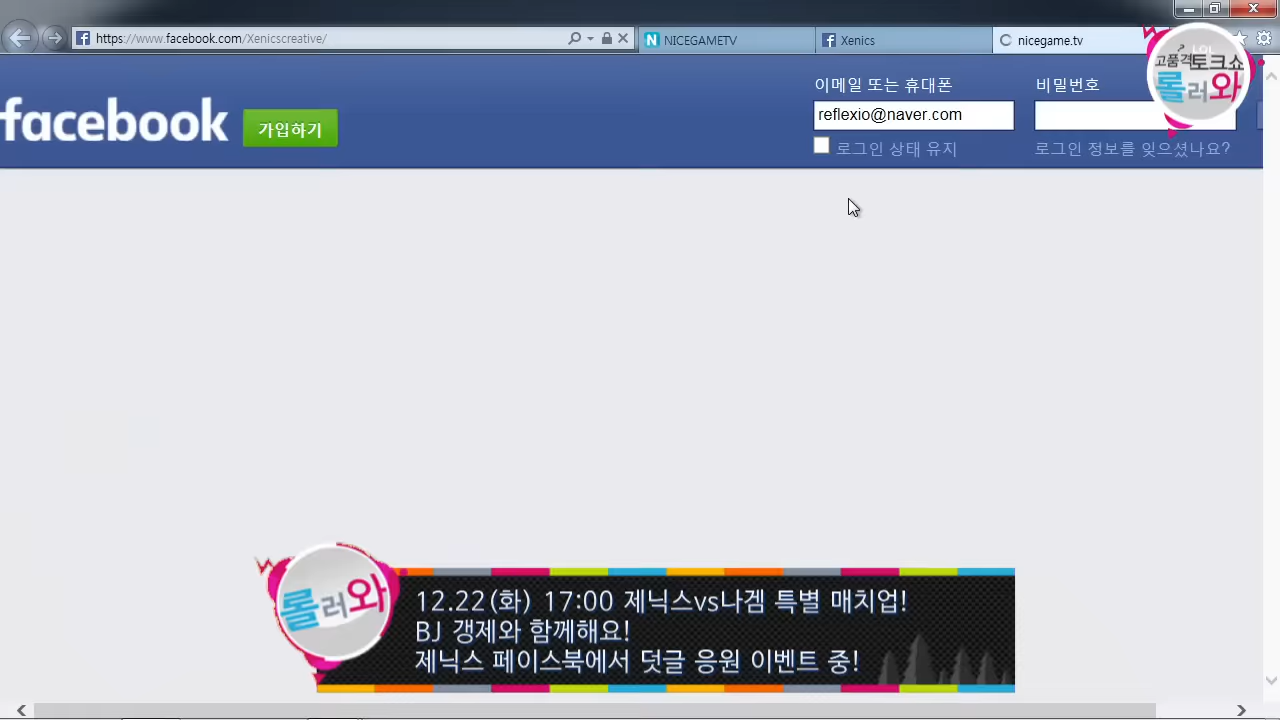 https://www.facebook.com/Xenicscreative/
NICEGAMETV
Xenics
nicegame.tv
LOL
고품격토크쇼
롤러와
facebook
가입하기
이메일 또는 휴대폰
비밀번호
reflexio@naver.com
로그인 상태 유지
로그인 정보를 잊으셨나요?
롤러와
12.22(화) 17:00 제닉스vs나겜 특별 매치업!
BJ 갱제와 함께해요!
제닉스 페이스북에서 덧글 응원 이벤트 중!